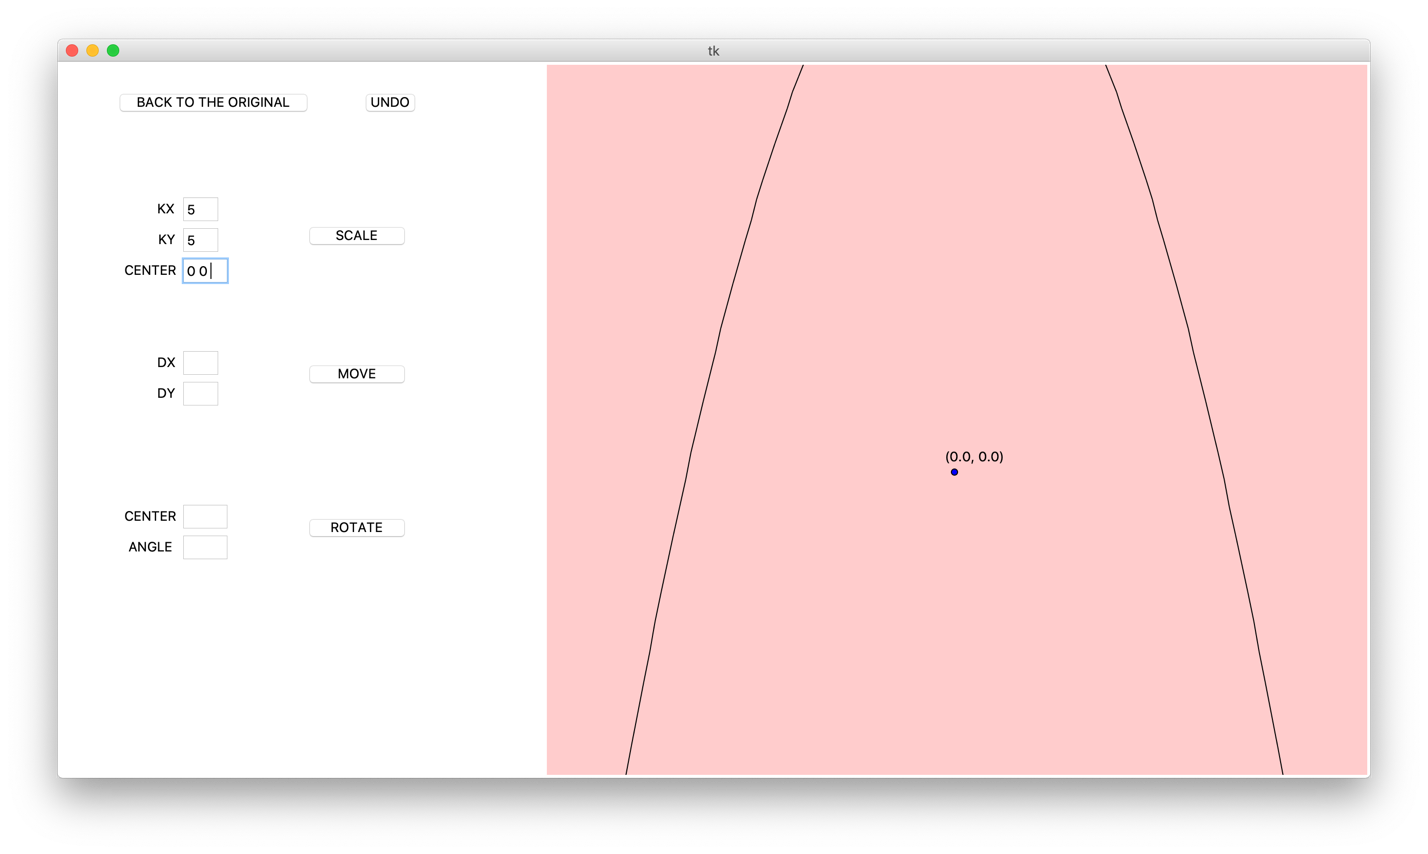 tk
BACK TO THE ORIGINAL UNDO
KX 5
KY 5
SCALE
CENTER 0 0
DX
DY
MOVE
(0.0, 0.0)
CENTER
ANGLE
ROTATE